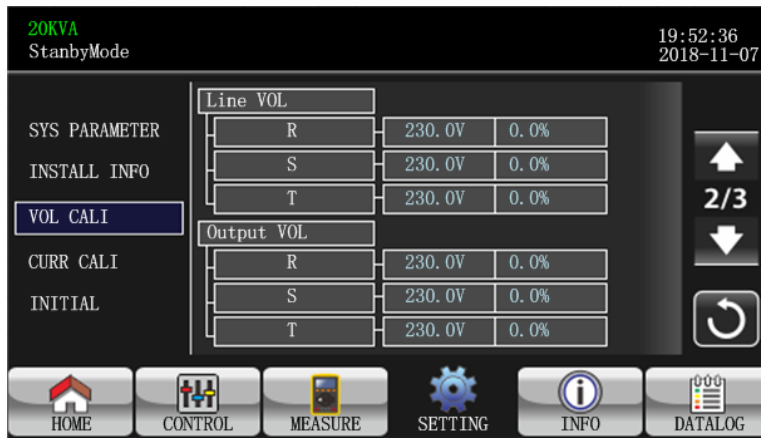 20KVA
StanbyMode
19:52:36
2018-11-07
SYS PARAMETER
INSTALL INFO
VOL CALI
CURR CALI
INITIAL
Line VOL
R 230.0V 0.0%
S 230.0V 0.0%
T 230.0V 0.0%
Output VOL
R 230.0V 0.0%
S 230.0V 0.0%
T 230.0V 0.0%
2/3
HOME CONTROL MEASURE SETTING INFO DATALOG